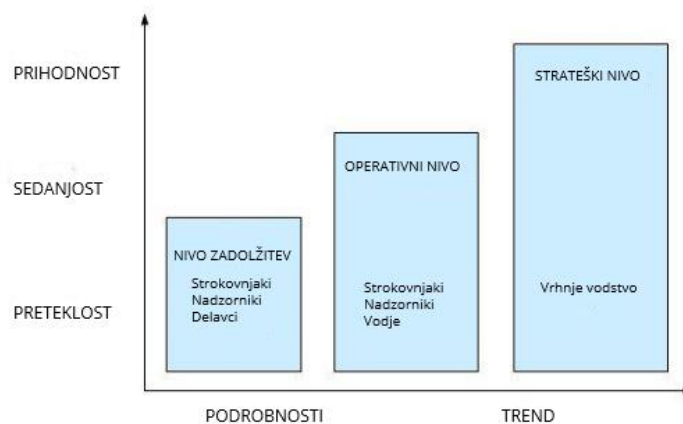 PRIHODNOST
SEDANJOST
PRETEKLOST
NIVO ZADOLŽITEV
Strokovnjaki
Nadzorniki
Delavci
OPERATIVNI NIVO
Strokovnjaki
Nadzorniki
Vodje
STRATEŠKI NIVO
Vrhnje vodstvo
PODROBNOSTI
TREND